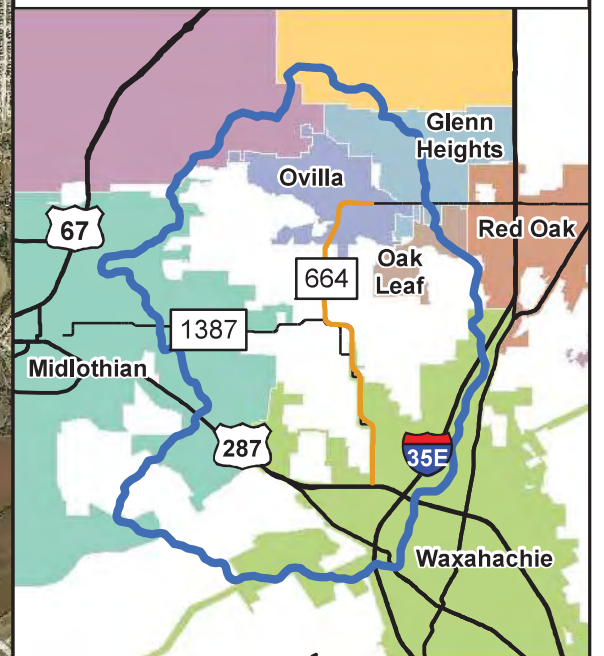 Glenn
Heights
Ovilla
67
Red Oak
Oak
Leaf
664
1387
Midlothian
287
35E
Waxahachie